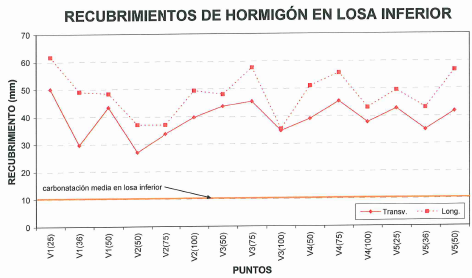 RECUBRIMIENTOS DE HORMIGÓN EN LOSA INFERIOR
RECUBRIMIENTO (mm)
70
60
50
40
30
20
10
0
carbonatación media en losa inferior
Transv.
Long.
V1(25)
V1(36)
V1(50)
V2(50)
V2(75)
V2(100)
V3(50)
V3(75)
V3(100)
V4(50)
V4(75)
V4(100)
V5(25)
V5(36)
V5(50)
PUNTOS